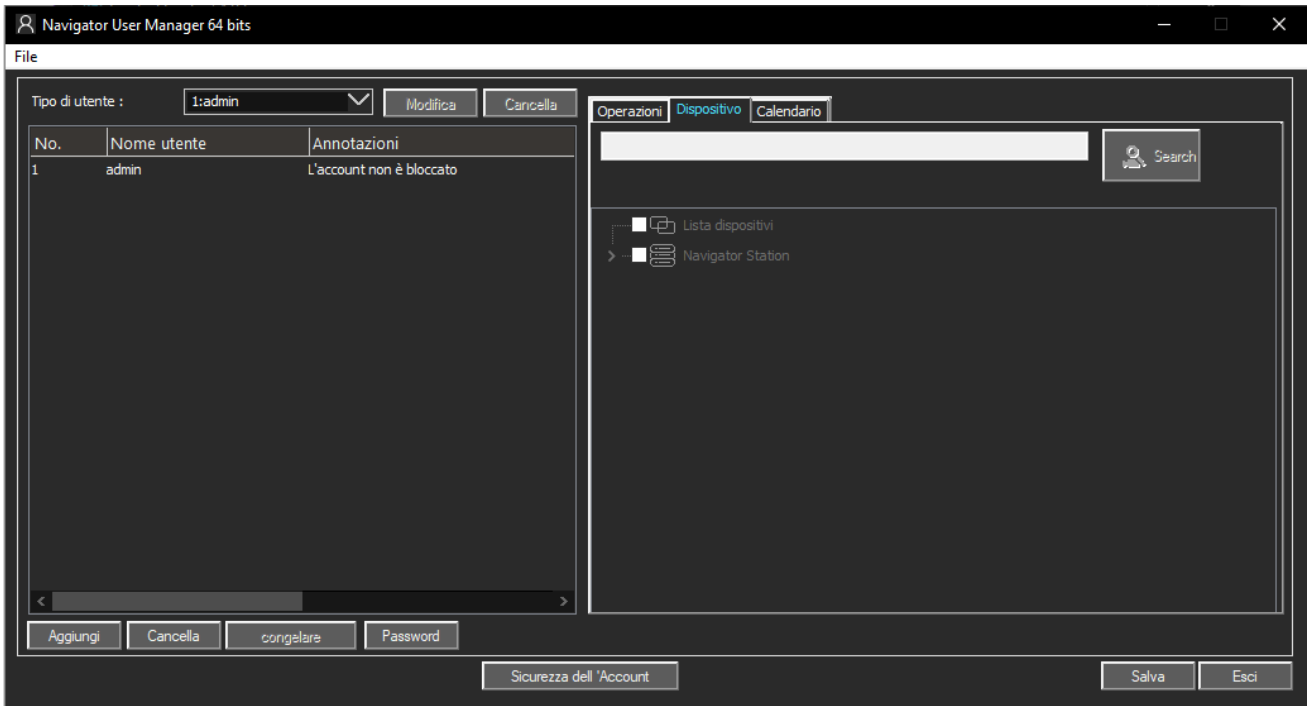 Navigator User Manager 64 bits
File
Tipo di utente :
1:admin
Modifica
Cancella
No.
Nome utente
Annotazioni
1
admin
L'account non è bloccato
Aggiungi
Cancella
congelare
Password
Operazioni
Dispositivo
Calendario
Search
Lista dispositivi
Navigator Station
Sicurezza dell 'Account
Salva
Esci